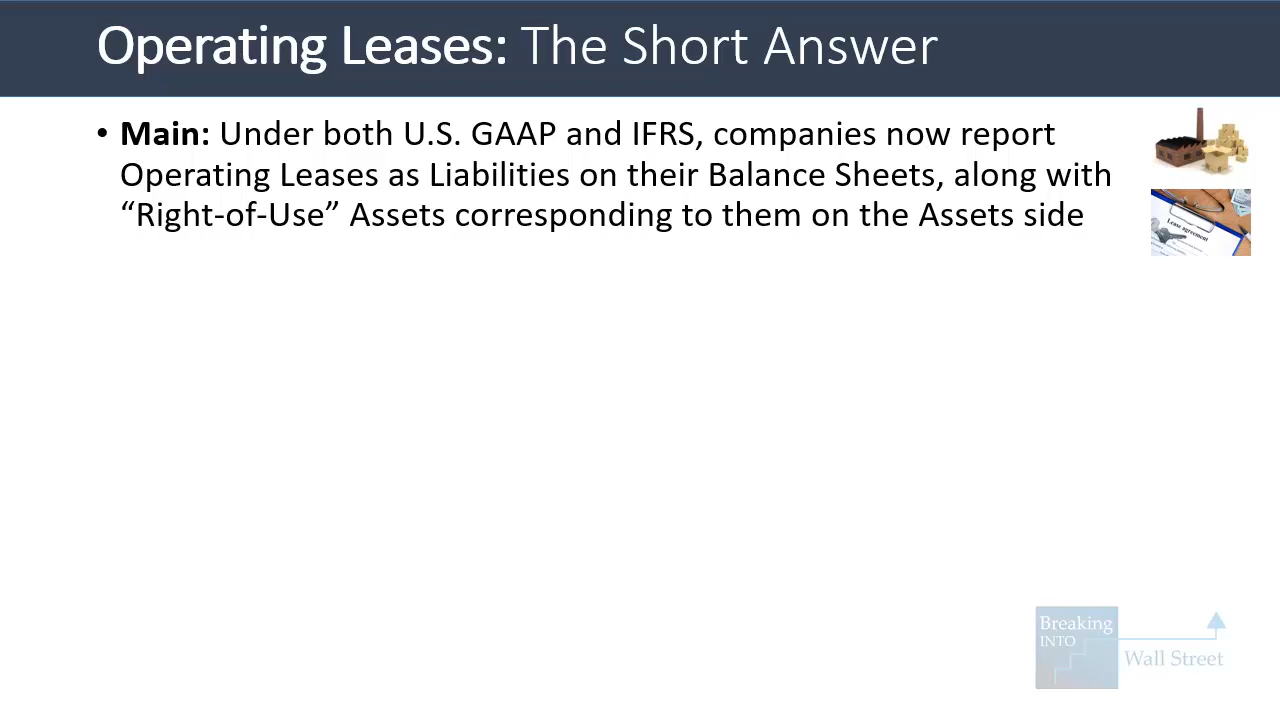 Operating Leases: The Short Answer
• Main: Under both U.S. GAAP and IFRS, companies now report
Operating Leases as Liabilities on their Balance Sheets, along with
“Right-of-Use” Assets corresponding to them on the Assets side
Lease agreement
Breaking
INTO
Wall Street